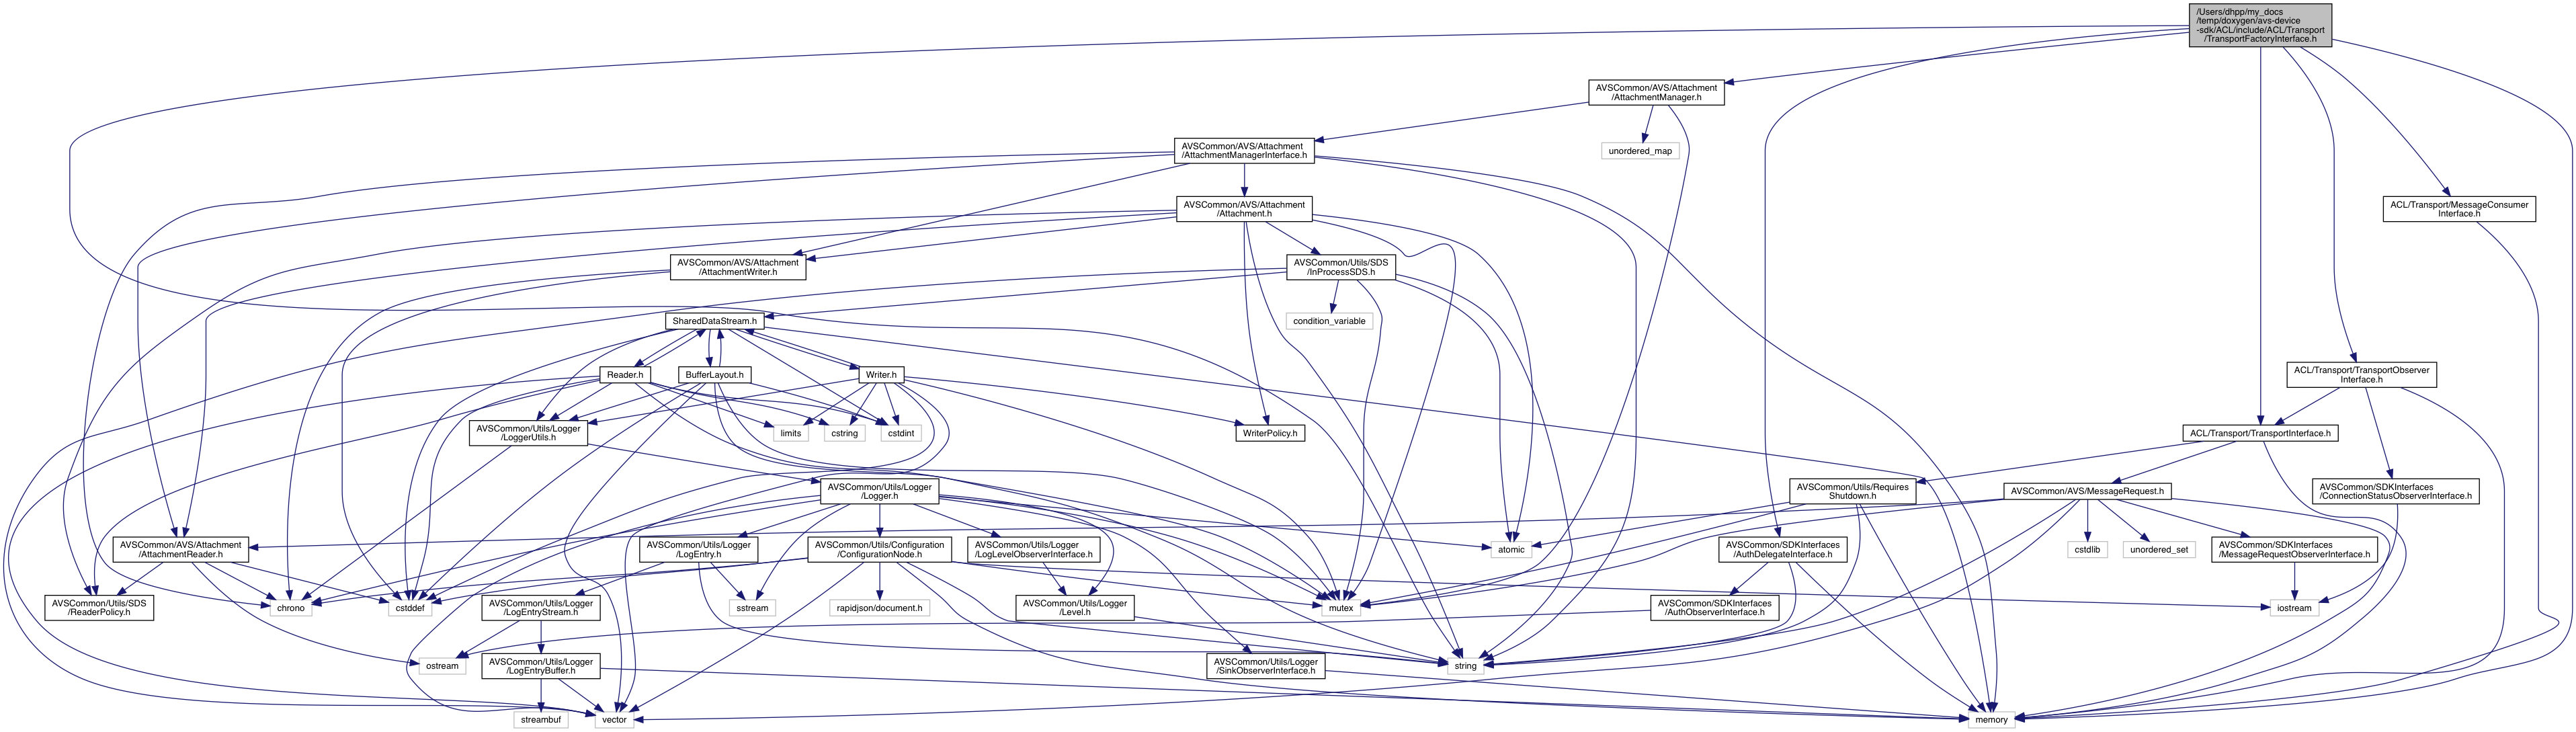 /Users/dhpp/my_docs
/temp/doxygen/avs-device
-sdk/ACL/include/ACL/Transport
/TransportFactoryInterface.h
AVSCommon/AVS/Attachment
/AttachmentManager.h
AVSCommon/AVS/Attachment
/AttachmentManagerInterface.h
unordered_map
AVSCommon/AVS/Attachment
/Attachment.h
ACL/Transport/MessageConsumer
Interface.h
AVSCommon/AVS/Attachment
/AttachmentWriter.h
AVSCommon/Utils/SDS
/InProcessSDS.h
SharedDataStream.h
condition_variable
Reader.h
BufferLayout.h
Writer.h
ACL/Transport/TransportObserver
Interface.h
AVSCommon/Utils/Logger
/LoggerUtils.h
limits
cstring
cstdint
WriterPolicy.h
ACL/Transport/TransportInterface.h
AVSCommon/Utils/Logger
/Logger.h
AVSCommon/Utils/Requires
Shutdown.h
AVSCommon/AVS/MessageRequest.h
AVSCommon/SDKInterfaces
/ConnectionStatusObserverInterface.h
AVSCommon/AVS/Attachment
/AttachmentReader.h
AVSCommon/Utils/Logger
/LogEntry.h
AVSCommon/Utils/Configuration
/ConfigurationNode.h
AVSCommon/Utils/Logger
/LogLevelObserverInterface.h
atomic
AVSCommon/SDKInterfaces
/AuthDelegateInterface.h
cstdlib
unordered_set
AVSCommon/SDKInterfaces
/MessageRequestObserverInterface.h
AVSCommon/Utils/SDS
/ReaderPolicy.h
chrono
cstddef
AVSCommon/Utils/Logger
/LogEntryStream.h
sstream
rapidjson/document.h
AVSCommon/Utils/Logger
/Level.h
mutex
AVSCommon/SDKInterfaces
/AuthObserverInterface.h
iostream
ostream
AVSCommon/Utils/Logger
/LogEntryBuffer.h
AVSCommon/Utils/Logger
/SinkObserverInterface.h
string
streambuf
vector
memory